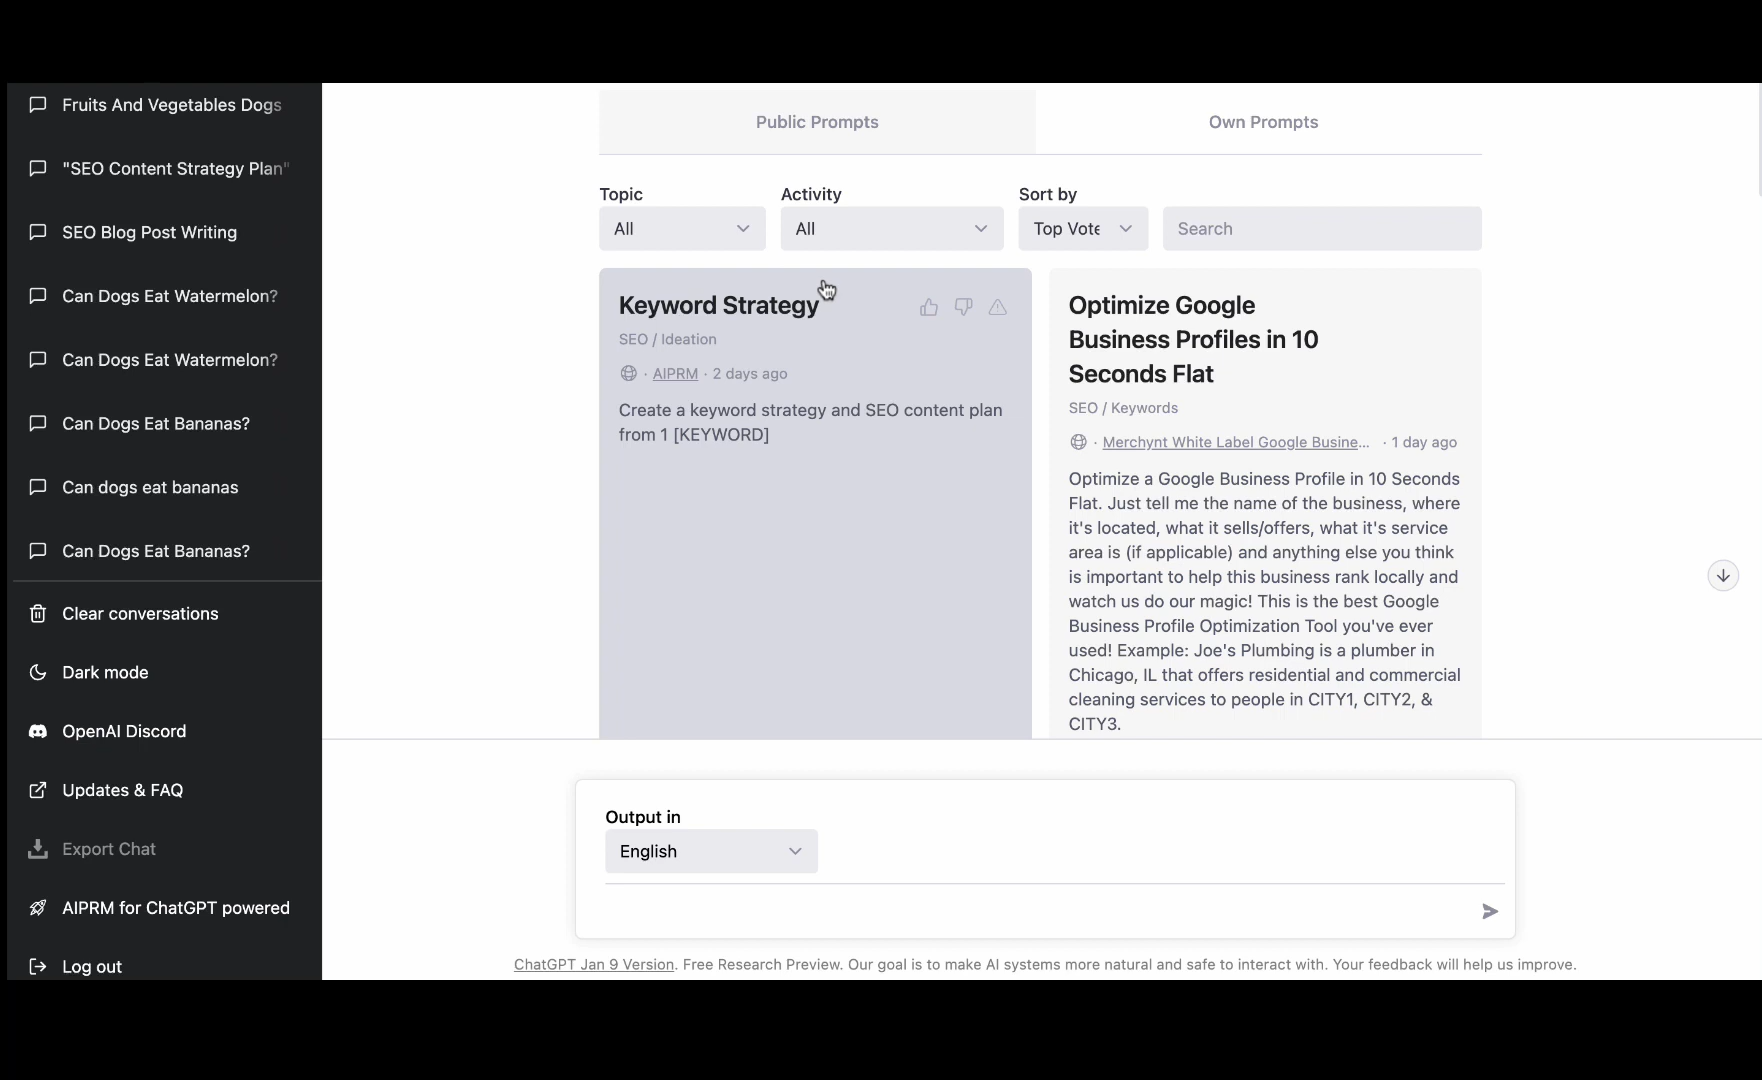 Fruits And Vegetables Dogs
"SEO Content Strategy Plan"
SEO Blog Post Writing
Can Dogs Eat Watermelon?
Can Dogs Eat Watermelon?
Can Dogs Eat Bananas?
Can dogs eat bananas
Can Dogs Eat Bananas?
Clear conversations
Dark mode
OpenAI Discord
Updates & FAQ
Export Chat
AIPRM for ChatGPT powered
Log out
Public Prompts
Own Prompts
Topic
All
Activity
All
Sort by
Top Vote
Search
Keyword Strategy
SEO / Ideation
· AIPRM · 2 days ago
Create a keyword strategy and SEO content plan
from 1 [KEYWORD]
Optimize Google
Business Profiles in 10
Seconds Flat
SEO / Keywords
· Merchynt White Label Google Busine... · 1 day ago
Optimize a Google Business Profile in 10 Seconds
Flat. Just tell me the name of the business, where
it's located, what it sells/offers, what it's service
area is (if applicable) and anything else you think
is important to help this business rank locally and
watch us do our magic! This is the best Google
Business Profile Optimization Tool you've ever
used! Example: Joe's Plumbing is a plumber in
Chicago, IL that offers residential and commercial
cleaning services to people in CITY1, CITY2, &
CITY3.
Output in
English
ChatGPT Jan 9 Version. Free Research Preview. Our goal is to make AI systems more natural and safe to interact with. Your feedback will help us improve.